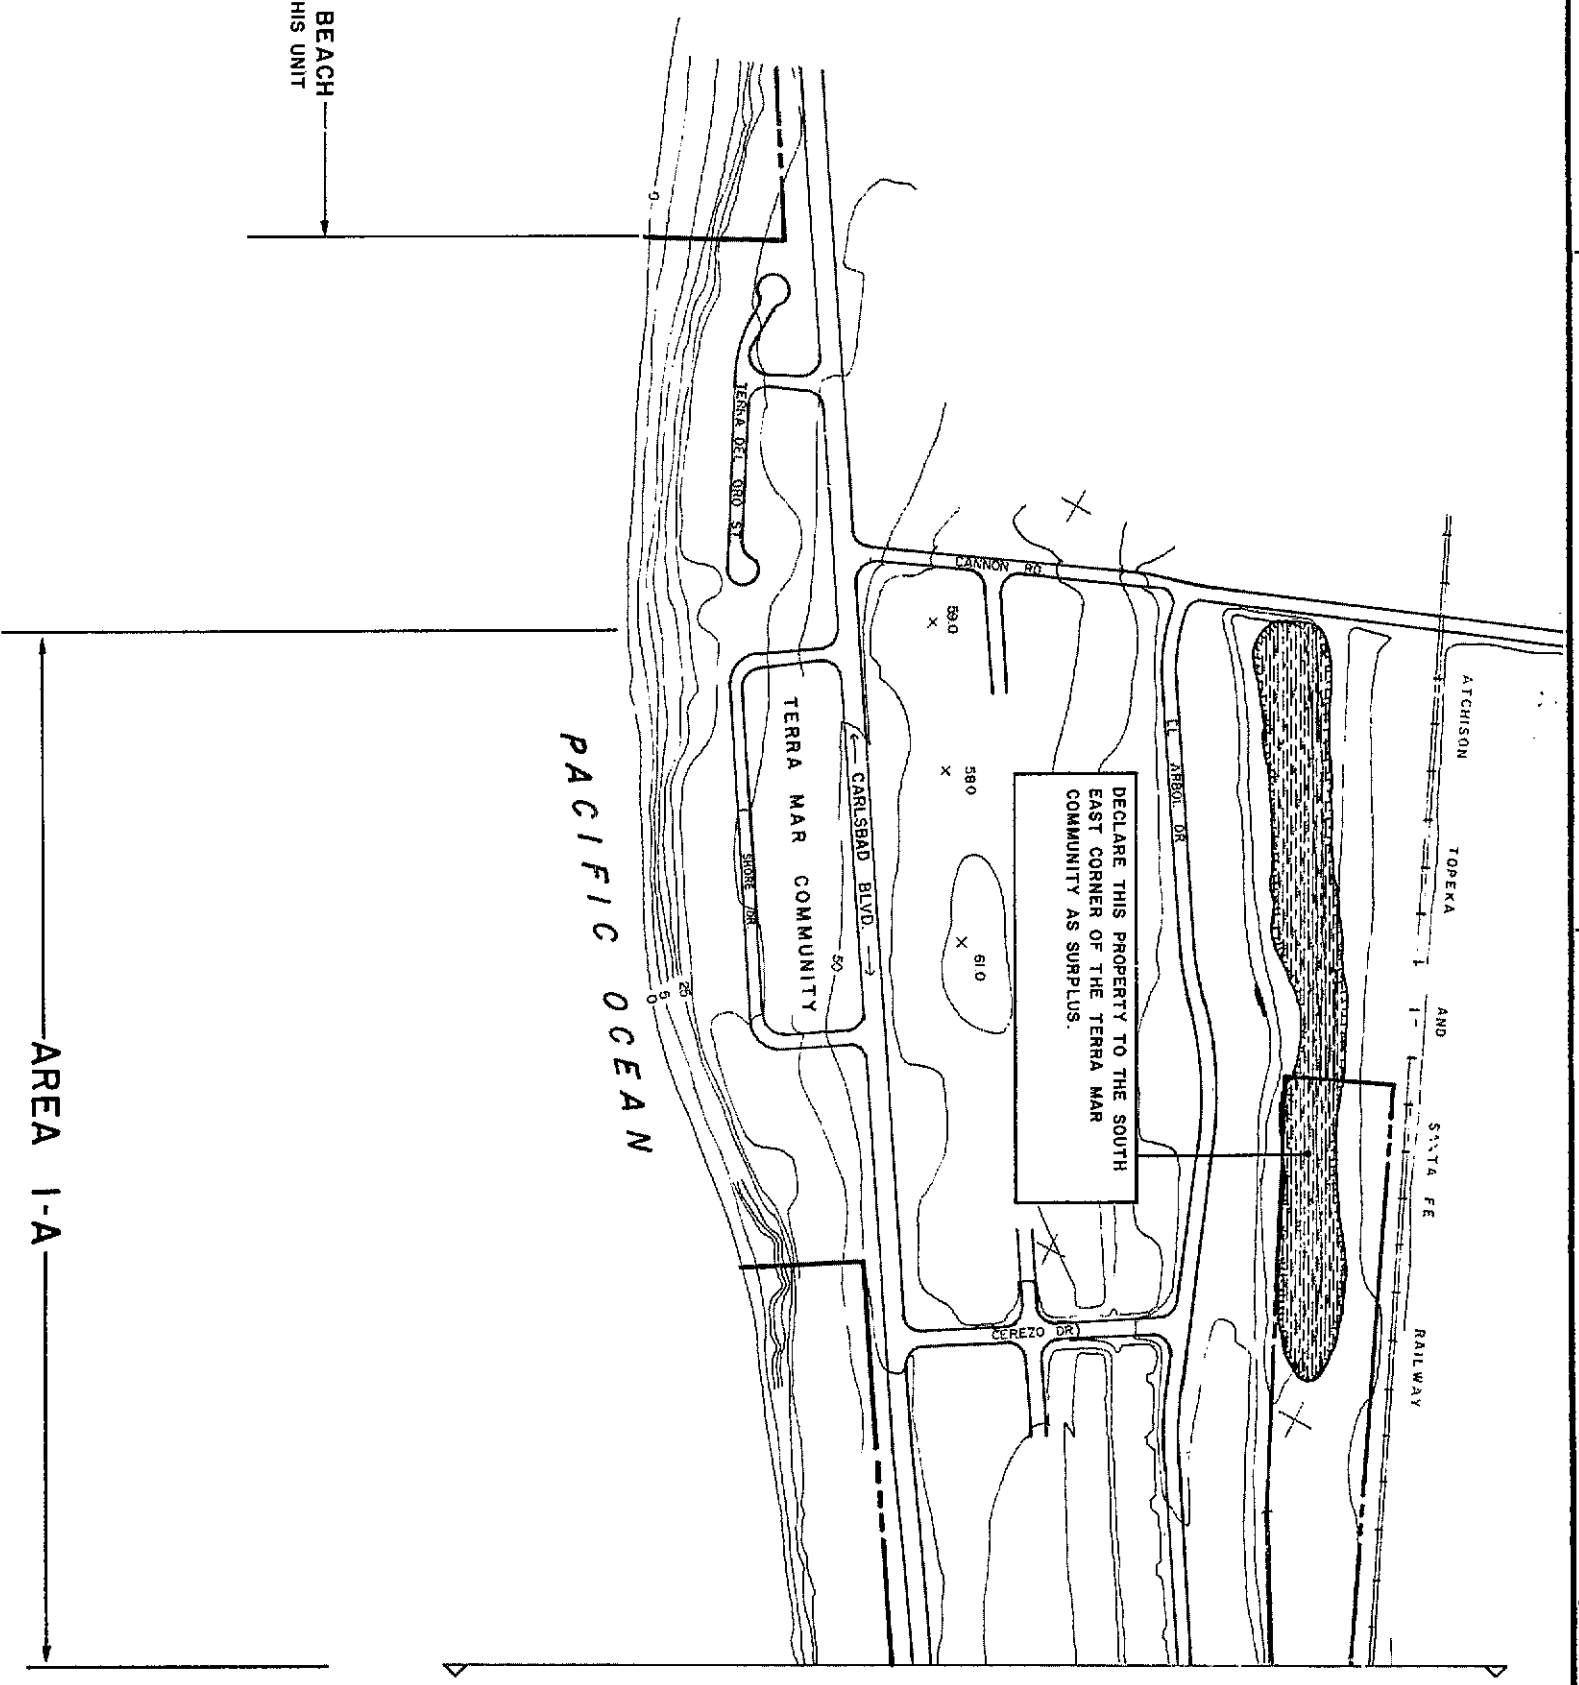 BEACH
HIS UNIT
ATCHISON TOPEKA AND SANTA FE RAILWAY
CANNON RD
EL ARBOL DR
DECLARE THIS PROPERTY TO THE SOUTH
EAST CORNER OF THE TERRA MAR
COMMUNITY AS SURPLUS.
59.0
58.0
61.0
CEREZO DR
← CARLSBAD BLVD. →
50
TERRA MAR COMMUNITY
TERRA DEL ORO ST
SHORE DR
0
25
5
0
PACIFIC OCEAN
AREA 1-A